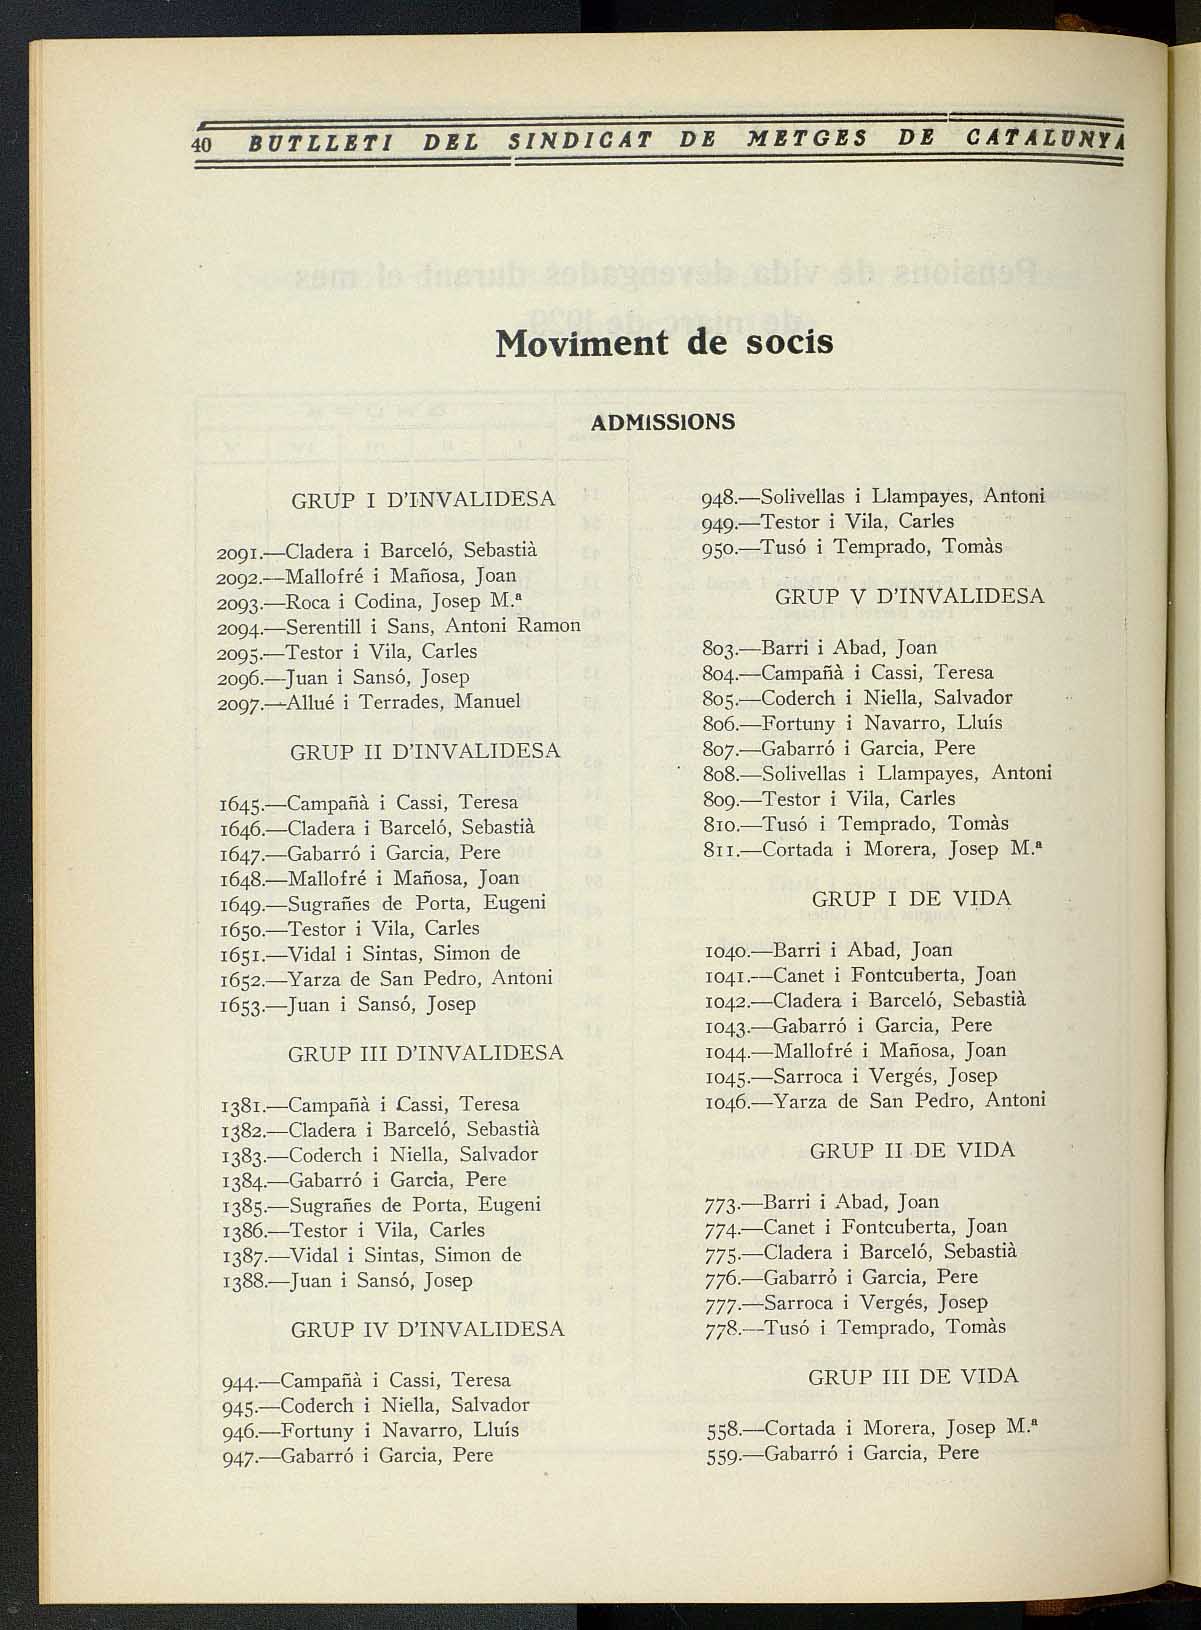 40 BUTLLETI DEL SINDICAT DE METGES DE CATALUNYA
Moviment de socis
ADMISSIONS
GRUP I D'INVALIDESA
2091.—Cladera i Barceló, Sebastià
2092.—Mallofré i Mañosa, Joan
2093.—Roca i Codina, Josep M.ª
2094.—Serentill i Sans, Antoni Ramon
2095.—Testor i Vila, Carles
2096.—Juan i Sansó, Josep
2097.—Allué i Terrades, Manuel
GRUP II D'INVALIDESA
1645.—Campañà i Cassi, Teresa
1646.—Cladera i Barceló, Sebastià
1647.—Gabarró i Garcia, Pere
1648.—Mallofré i Mañosa, Joan
1649.—Sugrañes de Porta, Eugeni
1650.—Testor i Vila, Carles
1651.—Vidal i Sintas, Simon de
1652.—Yarza de San Pedro, Antoni
1653.—Juan i Sansó, Josep
GRUP III D'INVALIDESA
1381.—Campañà i Cassi, Teresa
1382.—Cladera i Barceló, Sebastià
1383.—Coderch i Niella, Salvador
1384.—Gabarró i Garcia, Pere
1385.—Sugrañes de Porta, Eugeni
1386.—Testor i Vila, Carles
1387.—Vidal i Sintas, Simon de
1388.—Juan i Sansó, Josep
GRUP IV D'INVALIDESA
944.—Campañà i Cassi, Teresa
945.—Coderch i Niella, Salvador
946.—Fortuny i Navarro, Lluís
947.—Gabarró i Garcia, Pere
948.—Solivellas i Llampayes, Antoni
949.—Testor i Vila, Carles
950.—Tusó i Temprado, Tomàs
GRUP V D'INVALIDESA
803.—Barri i Abad, Joan
804.—Campañà i Cassi, Teresa
805.—Coderch i Niella, Salvador
806.—Fortuny i Navarro, Lluís
807.—Gabarró i Garcia, Pere
808.—Solivellas i Llampayes, Antoni
809.—Testor i Vila, Carles
810.—Tusó i Temprado, Tomàs
811.—Cortada i Morera, Josep M.ª
GRUP I DE VIDA
1040.—Barri i Abad, Joan
1041.—Canet i Fontcuberta, Joan
1042.—Cladera i Barceló, Sebastià
1043.—Gabarró i Garcia, Pere
1044.—Mallofré i Mañosa, Joan
1045.—Sarroca i Vergés, Josep
1046.—Yarza de San Pedro, Antoni
GRUP II DE VIDA
773.—Barri i Abad, Joan
774.—Canet i Fontcuberta, Joan
775.—Cladera i Barceló, Sebastià
776.—Gabarró i Garcia, Pere
777.—Sarroca i Vergés, Josep
778.—Tusó i Temprado, Tomàs
GRUP III DE VIDA
558.—Cortada i Morera, Josep M.ª
559.—Gabarró i Garcia, Pere